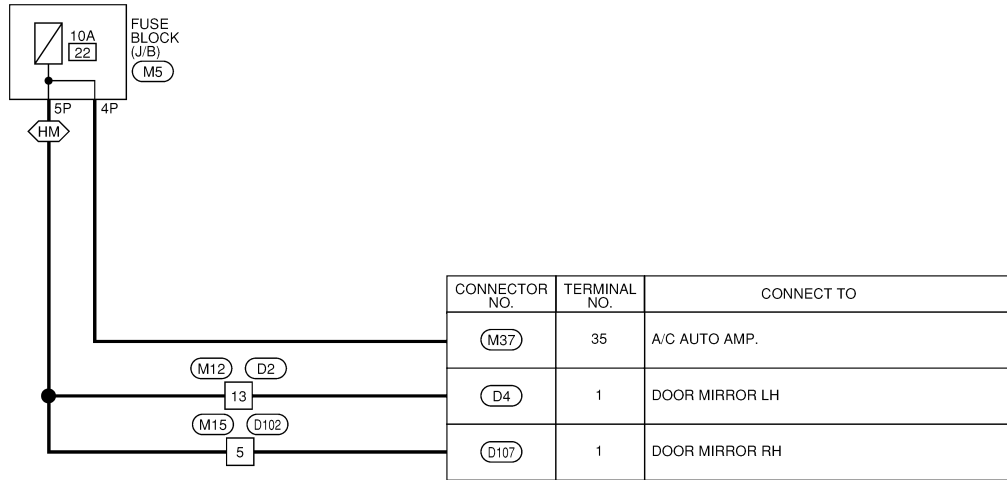 10A
22
FUSE
BLOCK
(J/B)
M5
5P
4P
HM
CONNECTOR NO.
TERMINAL NO.
CONNECT TO
M37
35
A/C AUTO AMP.
M12
D2
13
D4
1
DOOR MIRROR LH
M15
D102
5
D107
1
DOOR MIRROR RH